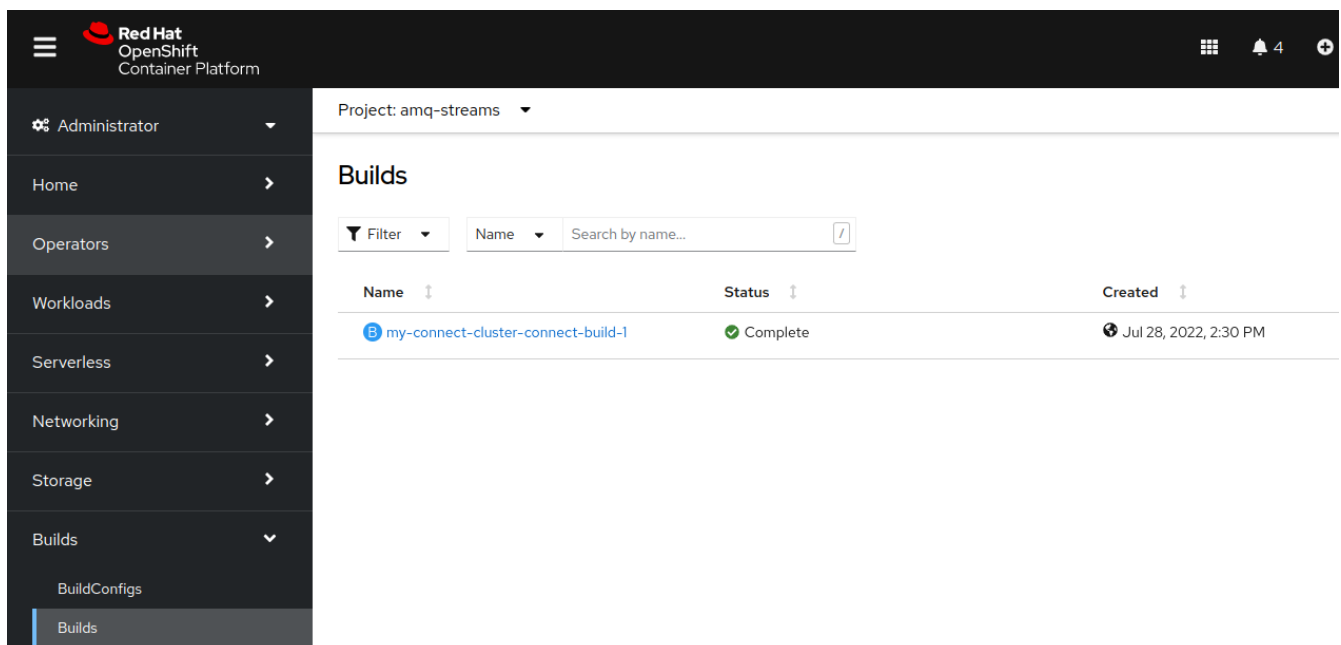 Red Hat
OpenShift
Container Platform
4
Administrator
Home
Operators
Workloads
Serverless
Networking
Storage
Builds
BuildConfigs
Builds
Project: amq-streams
Builds
Filter Name Search by name... /
Name Status Created
B my-connect-cluster-connect-build-1 Complete Jul 28, 2022, 2:30 PM